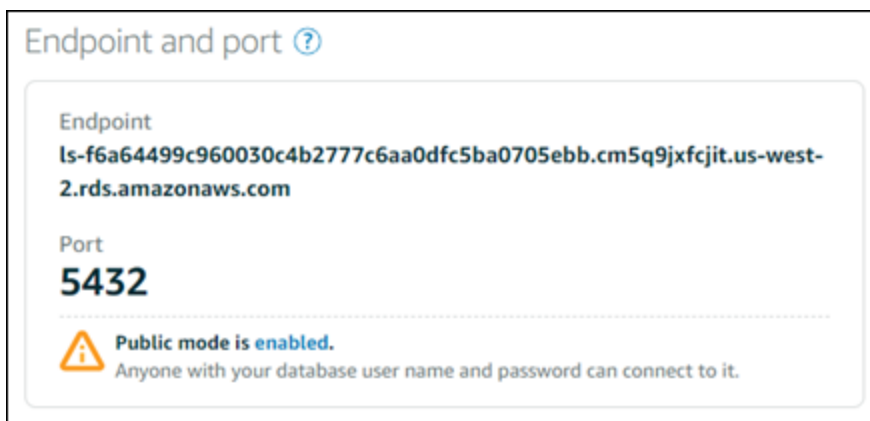 Endpoint and port ?
Endpoint
ls-f6a64499c960030c4b2777c6aa0dfc5ba0705ebb.cm5q9jxfcjit.us-west-
2.rds.amazonaws.com
Port
5432
Public mode is enabled.
Anyone with your database user name and password can connect to it.